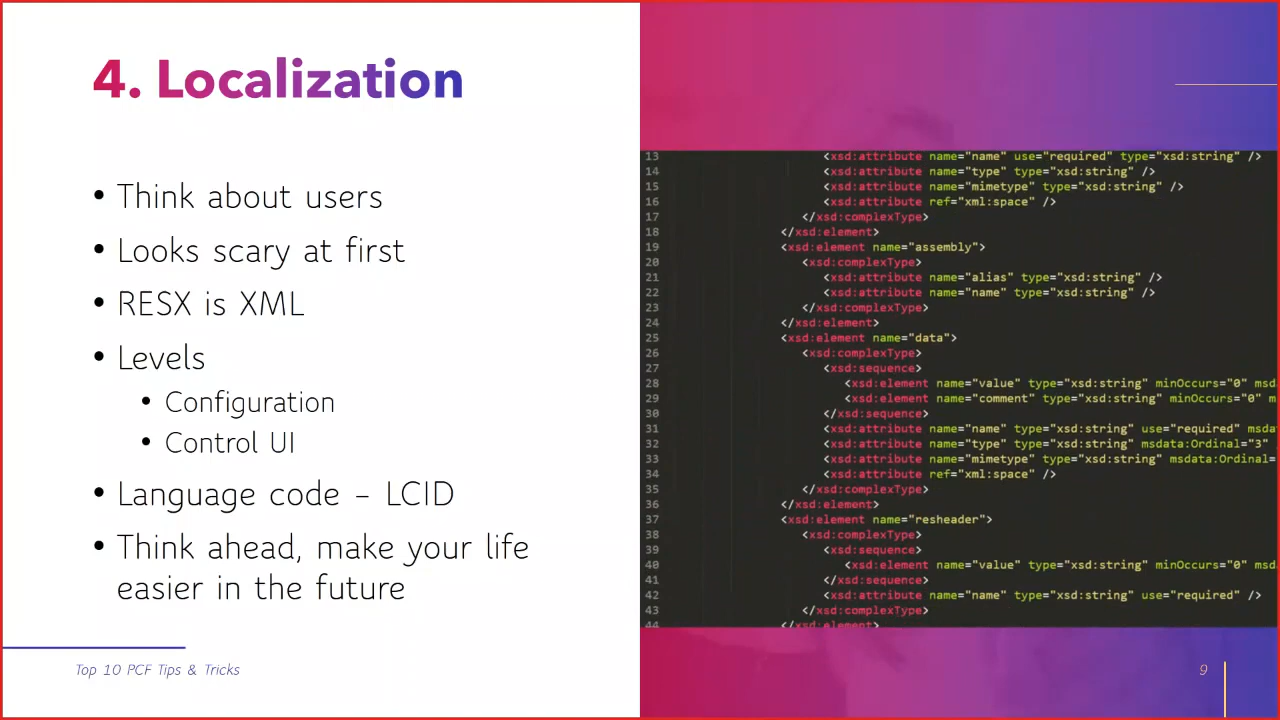 4. Localization
• Think about users
• Looks scary at first
• RESX is XML
• Levels
• Configuration
• Control UI
• Language code – LCID
• Think ahead, make your life
easier in the future
Top 10 PCF Tips & Tricks
13 <xsd:attribute name="name" use="required" type="xsd:string" />
14 <xsd:attribute name="type" type="xsd:string" />
15 <xsd:attribute name="mimetype" type="xsd:string" />
16 <xsd:attribute ref="xml:space" />
17 </xsd:complexType>
18 </xsd:element>
19 <xsd:element name="assembly">
20 <xsd:complexType>
21 <xsd:attribute name="alias" type="xsd:string" />
22 <xsd:attribute name="name" type="xsd:string" />
23 </xsd:complexType>
24 </xsd:element>
25 <xsd:element name="data">
26 <xsd:complexType>
27 <xsd:sequence>
28 <xsd:element name="value" type="xsd:string" minOccurs="0" msd
29 <xsd:element name="comment" type="xsd:string" minOccurs="0" m
30 </xsd:sequence>
31 <xsd:attribute name="name" type="xsd:string" use="required" msda
32 <xsd:attribute name="type" type="xsd:string" msdata:Ordinal="3"
33 <xsd:attribute name="mimetype" type="xsd:string" msdata:Ordinal=
34 <xsd:attribute ref="xml:space" />
35 </xsd:complexType>
36 </xsd:element>
37 <xsd:element name="resheader">
38 <xsd:complexType>
39 <xsd:sequence>
40 <xsd:element name="value" type="xsd:string" minOccurs="0" msd
41 </xsd:sequence>
42 <xsd:attribute name="name" type="xsd:string" use="required" />
43 </xsd:complexType>
44 </xsd:element>
9